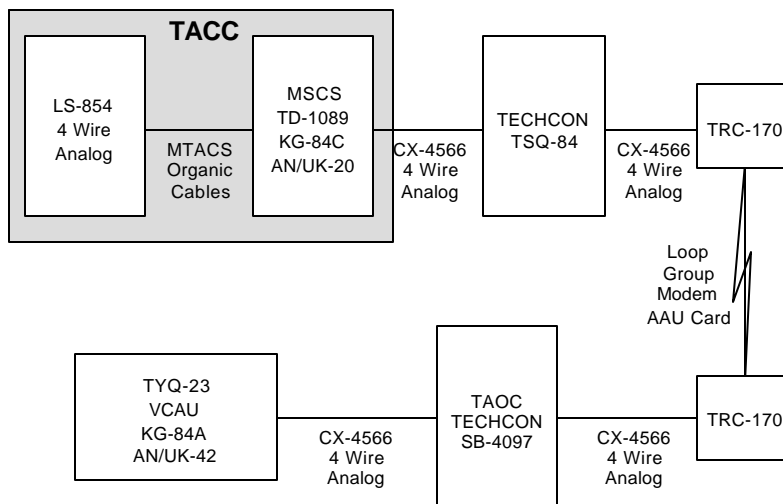 TACC
LS-854
4 Wire
Analog
MTACS
Organic
Cables
MSCS
TD-1089
KG-84C
AN/UK-20
CX-4566
4 Wire
Analog
TECHCON
TSQ-84
CX-4566
4 Wire
Analog
TRC-170
Loop
Group
Modem
AAU Card
TYQ-23
VCAU
KG-84A
AN/UK-42
CX-4566
4 Wire
Analog
TAOC
TECHCON
SB-4097
CX-4566
4 Wire
Analog
TRC-170